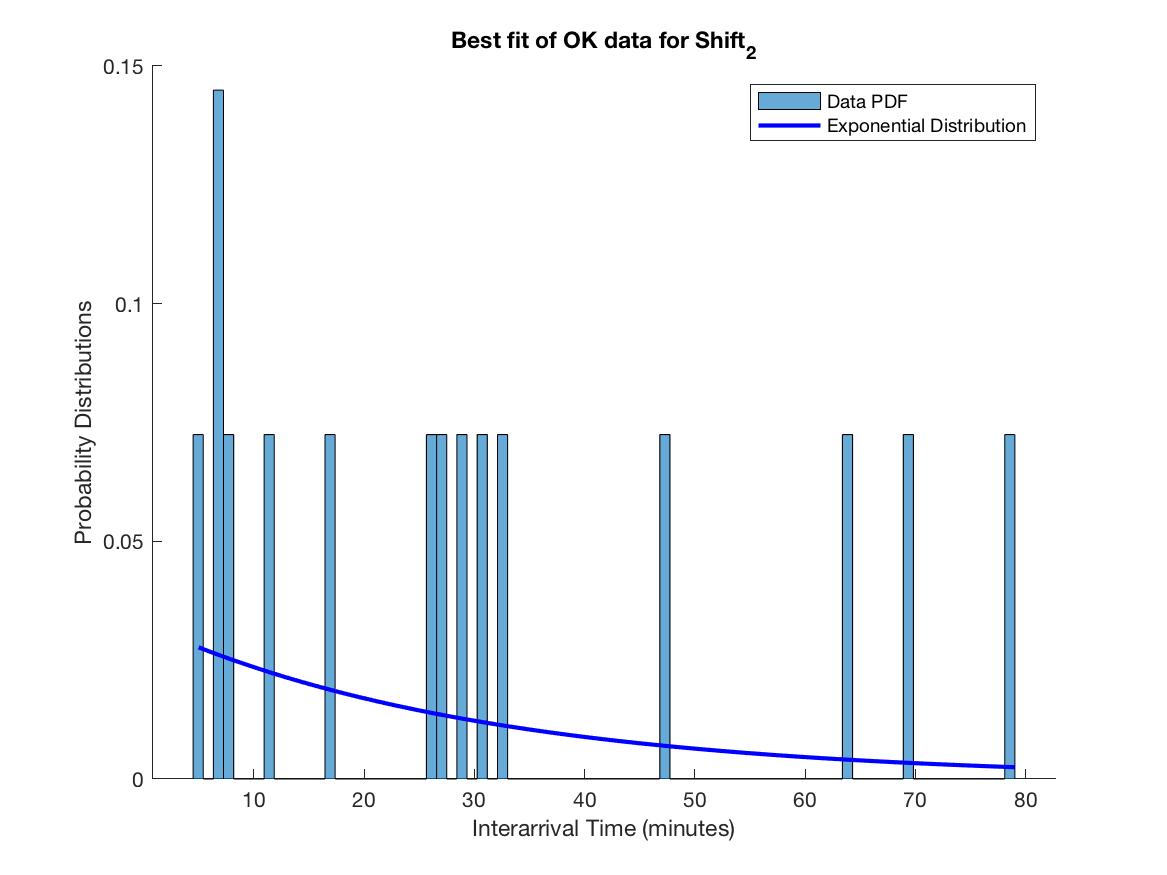 Best fit of OK data for Shift2
0.15
Data PDF
Exponential Distribution
0.1
0.05
0
Probability Distributions
10 20 30 40 50 60 70 80
Interarrival Time (minutes)